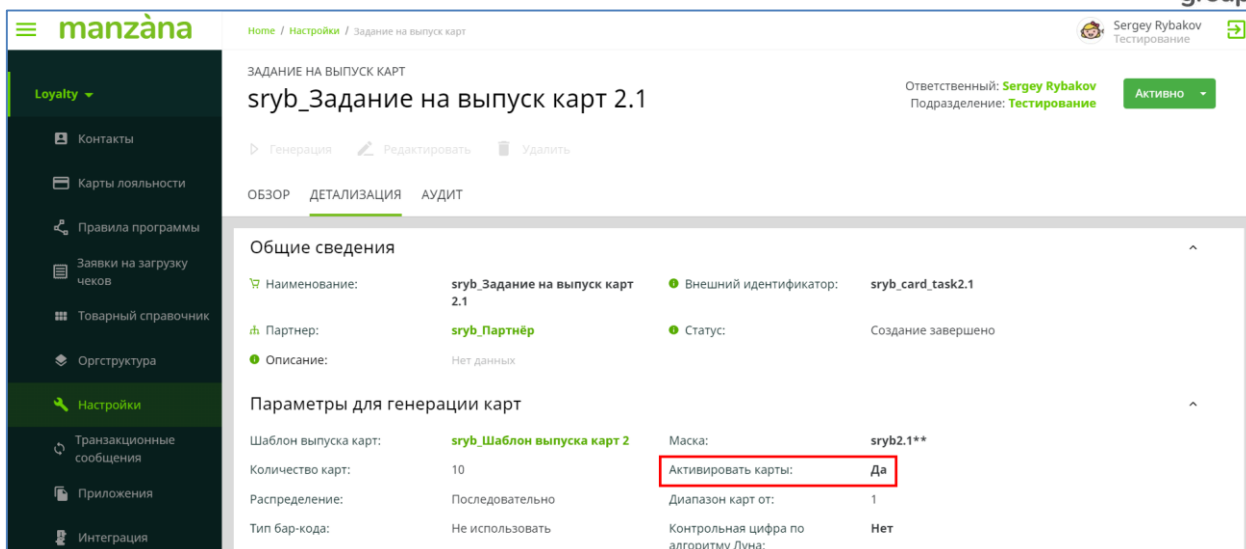 group
manzàna
Home / Настройки / Задание на выпуск карт
Sergey Rybakov
Тестирование
Loyalty
Контакты
Карты лояльности
Правила программы
Заявки на загрузку
чеков
Товарный справочник
Оргструктура
Настройки
Транзакционные
сообщения
Приложения
Интеграция
ЗАДАНИЕ НА ВЫПУСК КАРТ
sryb_Задание на выпуск карт 2.1
Ответственный: Sergey Rybakov
Подразделение: Тестирование
Активно
Генерация Редактировать Удалить
ОБЗОР ДЕТАЛИЗАЦИЯ АУДИТ
Общие сведения
Наименование: sryb_Задание на выпуск карт
2.1
Внешний идентификатор: sryb_card_task2.1
Партнер: sryb_Партнёр
Статус: Создание завершено
Описание: Нет данных
Параметры для генерации карт
Шаблон выпуска карт: sryb_Шаблон выпуска карт 2
Маска: sryb2.1**
Количество карт: 10
Активировать карты: Да
Распределение: Последовательно
Диапазон карт от: 1
Тип бар-кода: Не использовать
Контрольная цифра по Нет
алгоритму Луна: